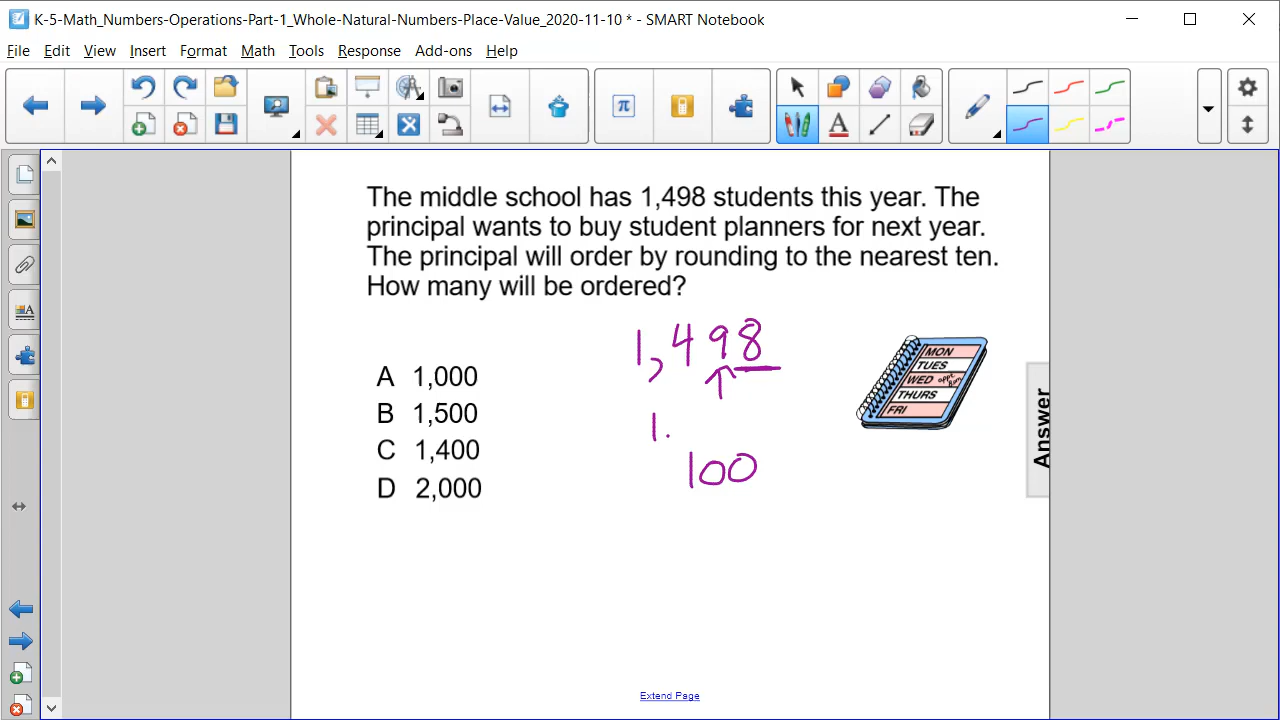 K-5-Math_Numbers-Operations-Part-1_Whole-Natural-Numbers-Place-Value_2020-11-10 * - SMART Notebook
File Edit View Insert Format Math Tools Response Add-ons Help
The middle school has 1,498 students this year. The
principal wants to buy student planners for next year.
The principal will order by rounding to the nearest ten.
How many will be ordered?
1,498
A 1,000
B 1,500
C 1,400
D 2,000
1.
100
MON
TUES
WED
THURS
FRI
Answer
Extend Page